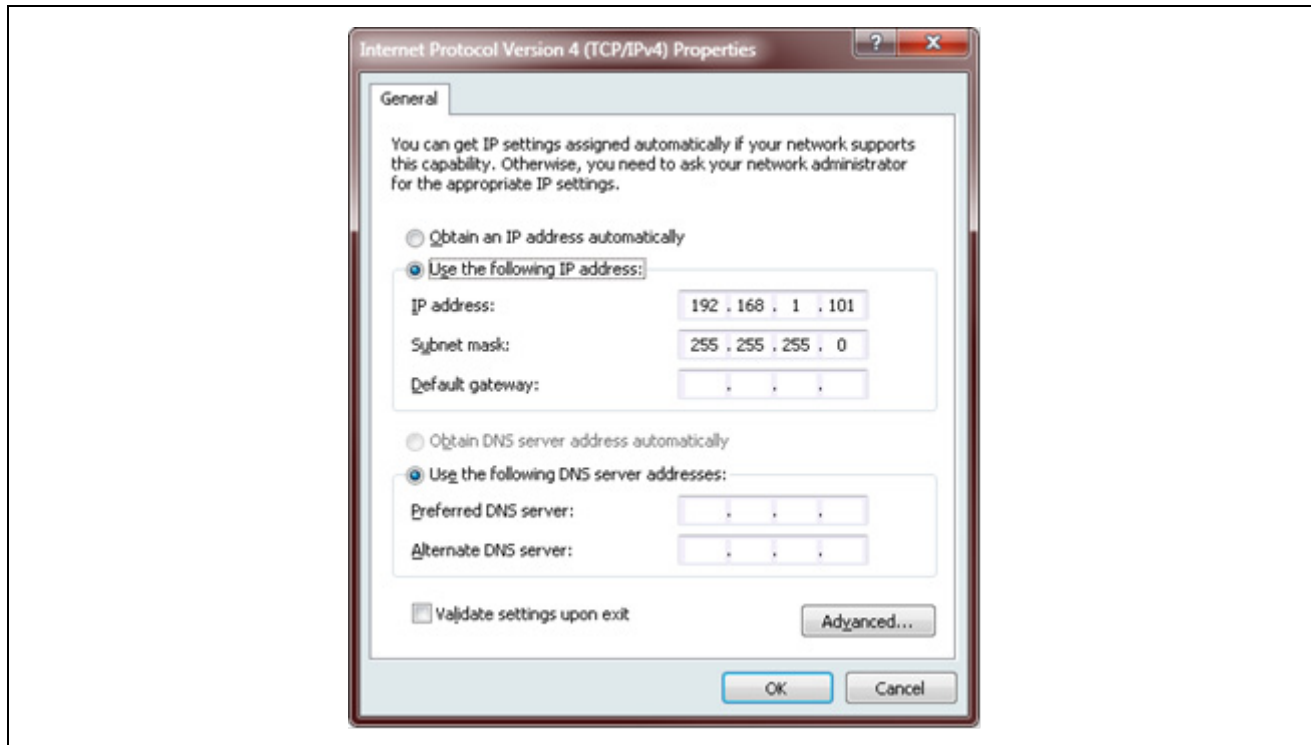 Internet Protocol Version 4 (TCP/IPv4) Properties
?
General
You can get IP settings assigned automatically if your network supports
this capability. Otherwise, you need to ask your network administrator
for the appropriate IP settings.
Obtain an IP address automatically
Use the following IP address:
IP address: 192 . 168 . 1 . 101
Subnet mask: 255 . 255 . 255 . 0
Default gateway: . . .
Obtain DNS server address automatically
Use the following DNS server addresses:
Preferred DNS server: . . .
Alternate DNS server: . . .
Validate settings upon exit
Advanced...
OK Cancel